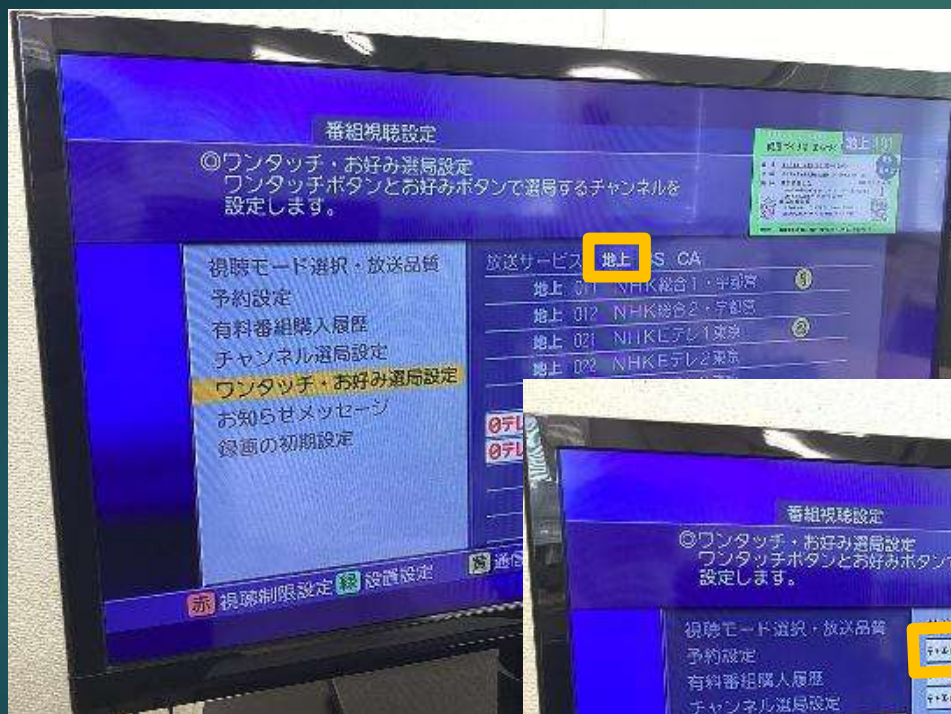 番組視聴設定
◎ワンタッチ・お好み選局設定
ワンタッチボタンとお好みボタンで選局するチャンネルを
設定します。
地上 101
視聴モード選択・放送品質
予約設定
有料番組購入履歴
チャンネル選局設定
ワンタッチ・お好み選局設定
お知らせメッセージ
録画の初期設定
放送サービス 地上 S CA
地上 011 NHK総合1・宇都宮 1
地上 012 NHK総合2・宇都宮
地上 021 NHKEテレ1東京 2
地上 022 NHKEテレ2東京
赤 視聴制限設定 緑 設置設定 黄
番組視聴設定
◎ワンタッチ・お好み選局設定
ワンタッチボタンとお好みボタンで
設定します。
視聴モード選択・放送品質
予約設定
有料番組購入履歴
チャンネル選局設定